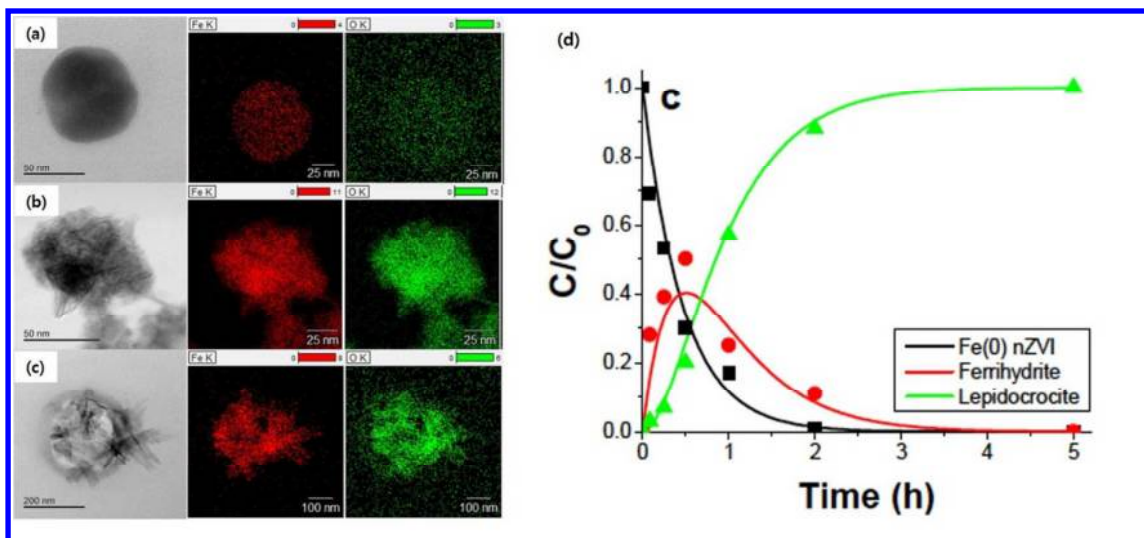 (a)
Fe K 0 4
O K 0 3
50 nm
25 nm
25 nm
(b)
Fe K 0 11
O K 0 12
50 nm
25 nm
25 nm
(c)
Fe K 0
O K 0 6
200 nm
100 nm
100 nm
(d)
c
C/C0
1.0
0.8
0.6
0.4
0.2
0.0
Fe(0) nZVI
Ferrihydrite
Lepidocrocite
0 1 2 3 4 5
Time (h)